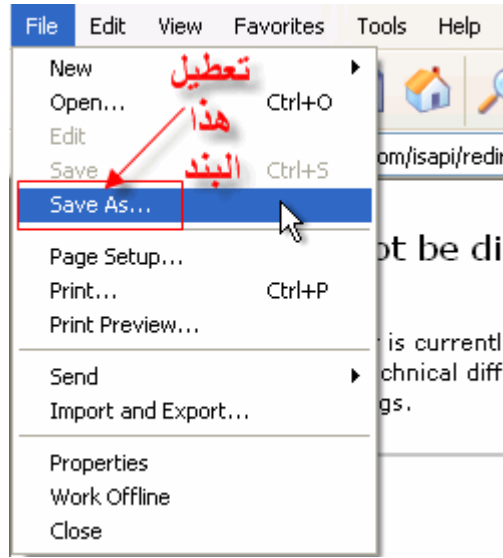 File Edit View Favorites Tools Help
New
Open... Ctrl+O
Edit
Save Ctrl+S
Save As...
Page Setup...
Print... Ctrl+P
Print Preview...
Send
Import and Export...
Properties
Work Offline
Close
تعطيل
هذا
البند
om/isapi/redir
ot be di
is currentl
chnical diff
gs.